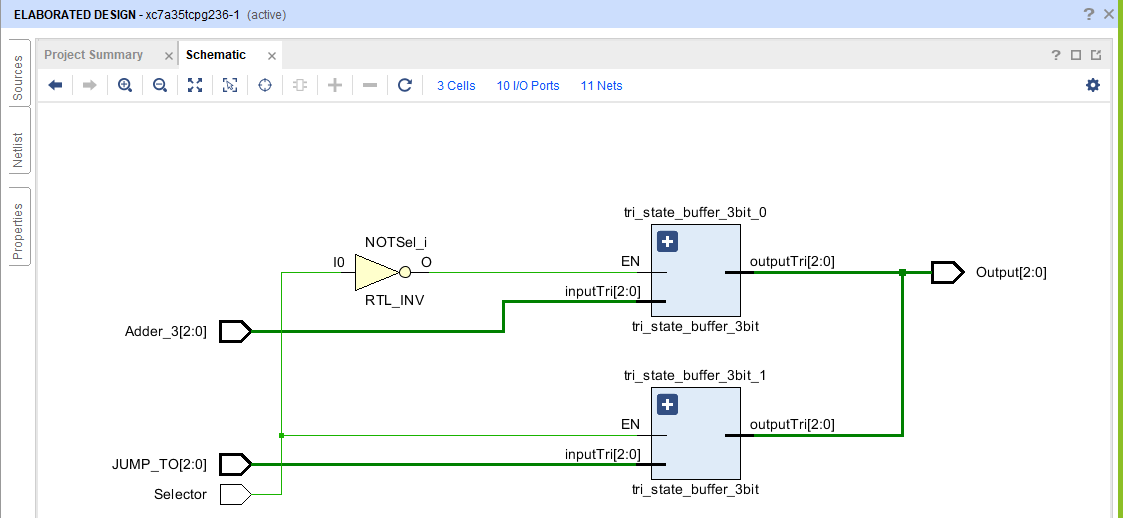 ELABORATED DESIGN - xc7a35tcpg236-1 (active)
Sources
Netlist
Properties
Project Summary
Schematic
3 Cells
10 I/O Ports
11 Nets
tri_state_buffer_3bit_0
NOTSel_i
I0
O
EN
outputTri[2:0]
Output[2:0]
inputTri[2:0]
RTL_INV
Adder_3[2:0]
tri_state_buffer_3bit
tri_state_buffer_3bit_1
EN
outputTri[2:0]
inputTri[2:0]
JUMP_TO[2:0]
tri_state_buffer_3bit
Selector